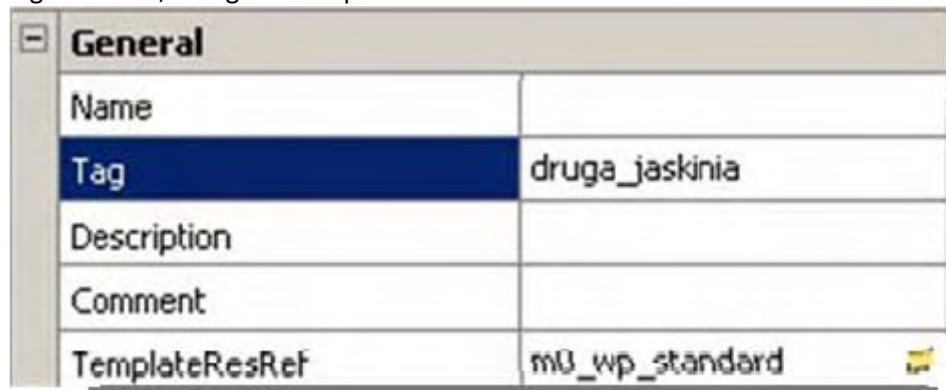 General
Name
Tag druga_jaskinia
Description
Comment
TemplateResRef m0_wp_standard